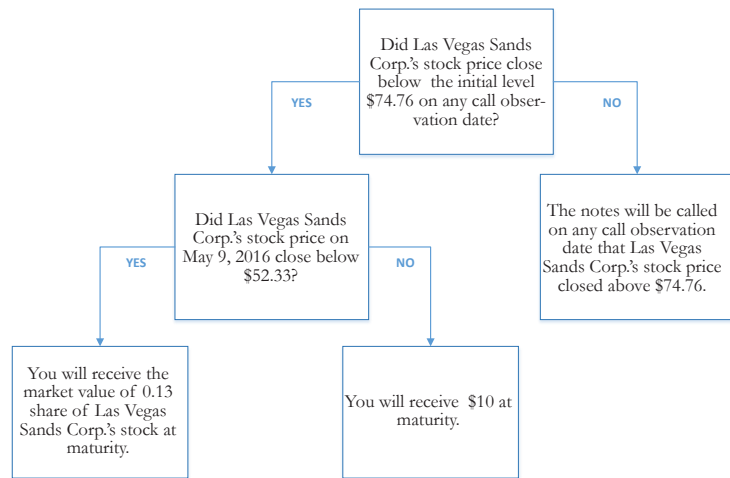 Did Las Vegas Sands
Corp.'s stock price close
below the initial level
$74.76 on any call obser-
vation date?
YES
NO
Did Las Vegas Sands
Corp.'s stock price on
May 9, 2016 close below
$52.33?
The notes will be called
on any call observation
date that Las Vegas
Sands Corp.'s stock price
closed above $74.76.
YES
NO
You will receive the
market value of 0.13
share of Las Vegas
Sands Corp.'s stock at
maturity.
You will receive $10 at
maturity.